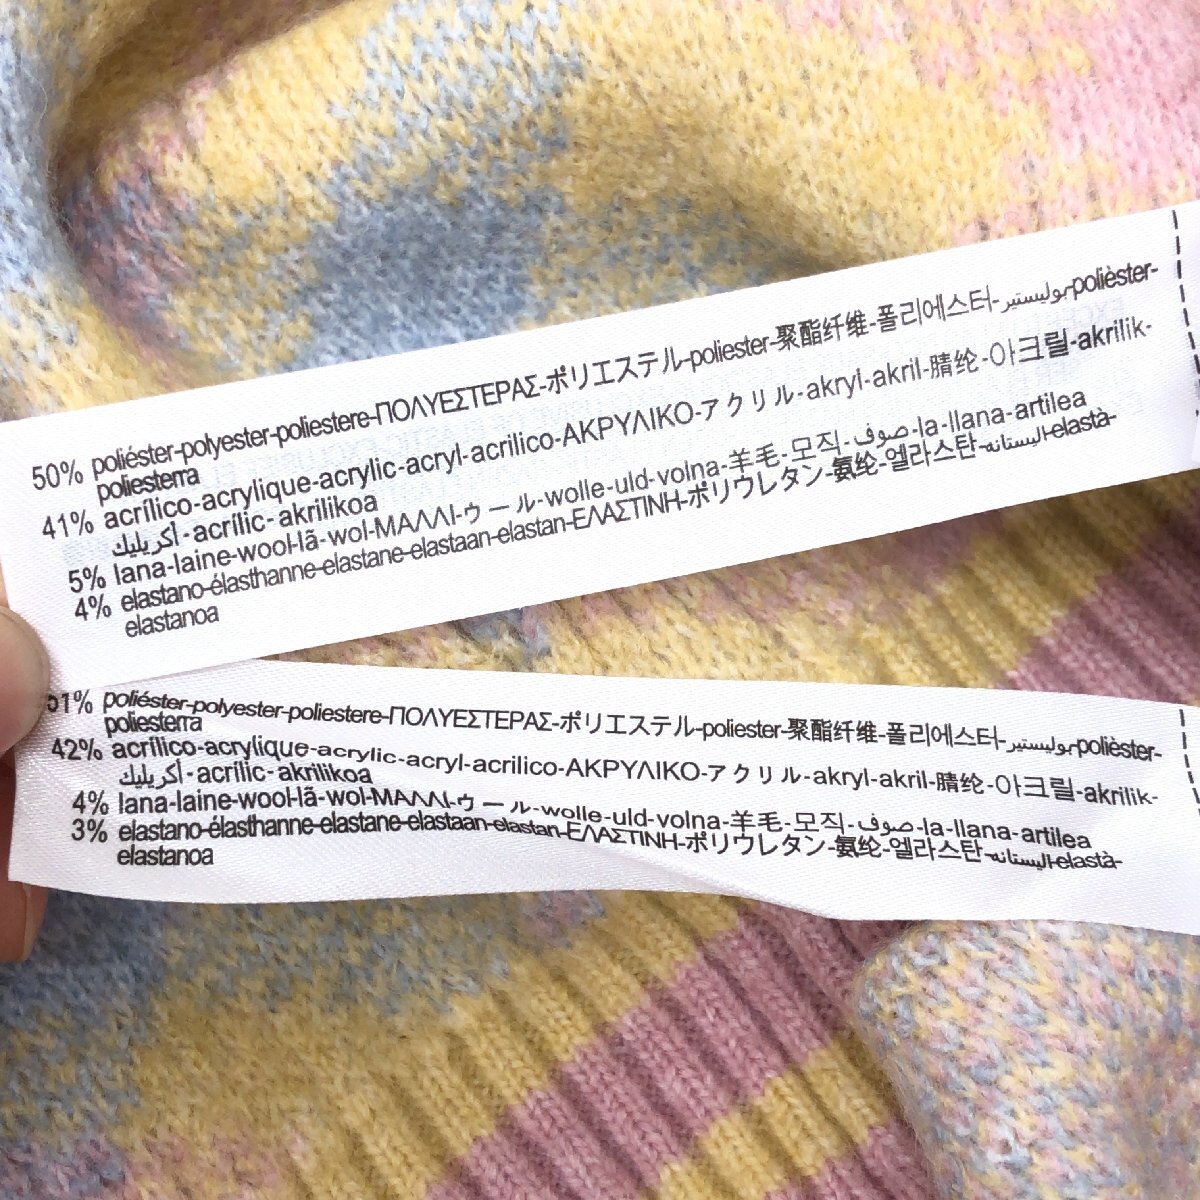 50% poliéster-polyester-poliestere-ΠΟΛΥΕΣΤΕΡΑΣ-ポリエステル-poliester-聚酯纤维-폴리에스터-بوليستير-polièster-
poliesterra
41% acrílico-acrylique-acrylic-acryl-acrilico-ΑΚΡΥΛΙΚΟ-アクリル-akryl-akril-腈纶-아크릴-akrilik-
أكريليك-acrílic-akrilikoa
5% lana-laine-wool-lã-wol-ΜΑΛΛΙ-ウール-wolle-uld-volna-羊毛-모직-صوف-la-llana-artilea
4% elastano-élasthanne-elastane-elastaan-elastan-ΕΛΑΣΤΙΝΗ-ポリウレタン-氨纶-엘라스탄-اليستانه-elastà-
elastanoa
51% poliéster-polyester-poliestere-ΠΟΛΥΕΣΤΕΡΑΣ-ポリエステル-poliester-聚酯纤维-폴리에스터-بوليستير-polièster-
poliesterra
42% acrílico-acrylique-acrylic-acryl-acrilico-ΑΚΡΥΛΙΚΟ-アクリル-akryl-akril-腈纶-아크릴-akrilik-
أكريليك-acrílic-akrilikoa
4% lana-laine-wool-lã-wol-ΜΑΛΛΙ-ウール-wolle-uld-volna-羊毛-모직-صوف-la-llana-artilea
3% elastano-élasthanne-elastane-elastaan-elastan-ΕΛΑΣΤΙΝΗ-ポリウレタン-氨纶-엘라스탄-اليستانه-elastà-
elastanoa